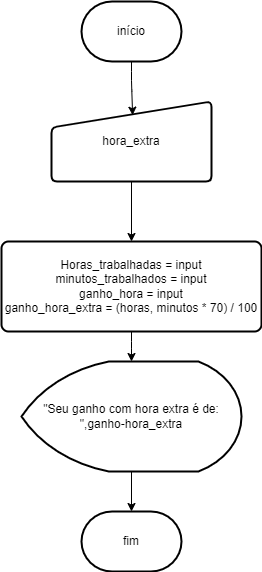 início
hora_extra
Horas_trabalhadas = input
minutos_trabalhados = input
ganho_hora = input
ganho_hora_extra = (horas, minutos * 70) / 100
"Seu ganho com hora extra é de:
",ganho-hora_extra
fim